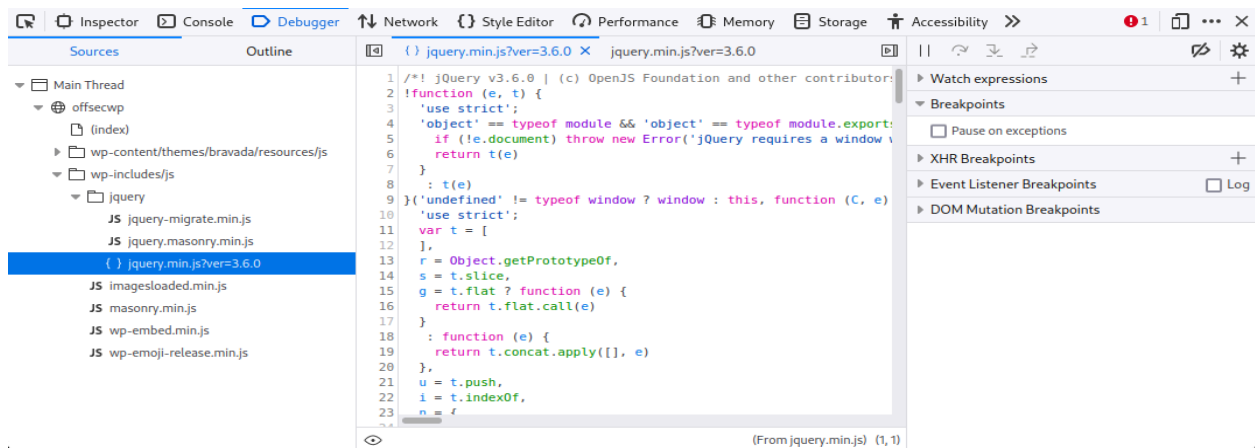 Inspector Console Debugger Network {} Style Editor Performance Memory Storage Accessibility 1
Sources Outline
{ } jquery.min.js?ver=3.6.0 jquery.min.js?ver=3.6.0
Main Thread
offsecwp
(index)
wp-content/themes/bravada/resources/js
wp-includes/js
jquery
JS jquery-migrate.min.js
JS jquery.masonry.min.js
{ } jquery.min.js?ver=3.6.0
JS imagesloaded.min.js
JS masonry.min.js
JS wp-embed.min.js
JS wp-emoji-release.min.js
1 /*! jQuery v3.6.0 | (c) OpenJS Foundation and other contributors
2 !function (e, t) {
3 'use strict';
4 'object' == typeof module && 'object' == typeof module.exports
5 if (!e.document) throw new Error('jQuery requires a window
6 return t(e)
7 }
8 : t(e)
9 }('undefined' != typeof window ? window : this, function (C, e)
10 'use strict';
11 var t = [
12 ],
13 r = Object.getPrototypeOf,
14 s = t.slice,
15 g = t.flat ? function (e) {
16 return t.flat.call(e)
17 }
18 : function (e) {
19 return t.concat.apply([], e)
20 },
21 u = t.push,
22 i = t.indexOf,
23 n = {
(From jquery.min.js) (1, 1)
Watch expressions
Breakpoints
Pause on exceptions
XHR Breakpoints
Event Listener Breakpoints Log
DOM Mutation Breakpoints